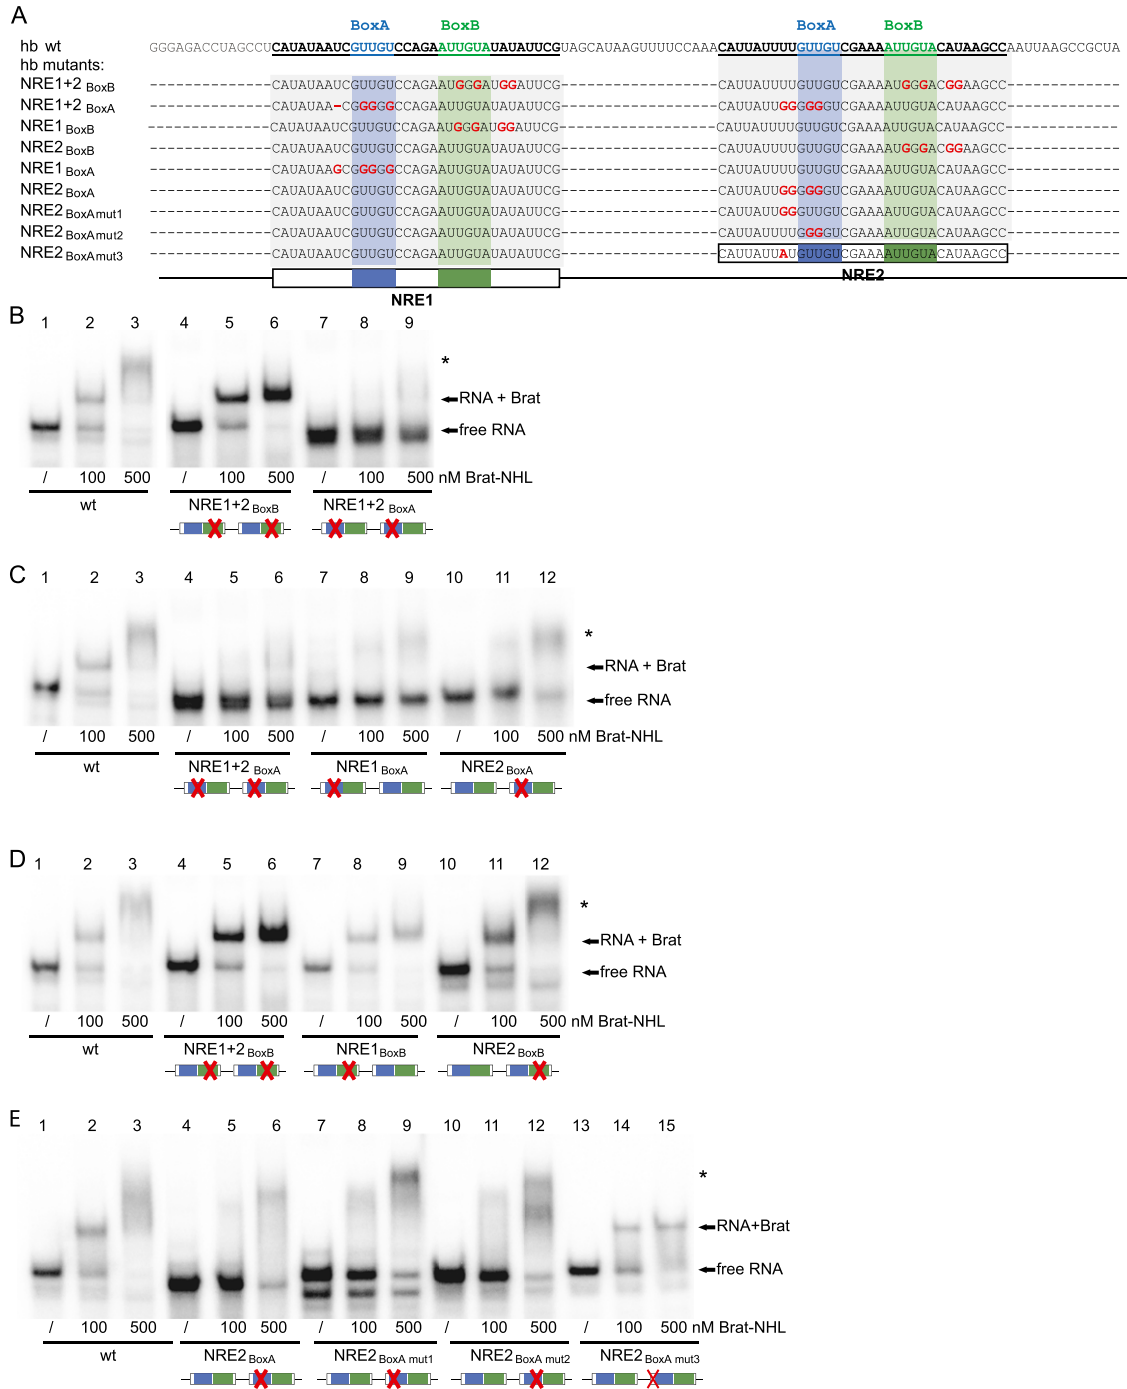 A
BoxA BoxB BoxA BoxB
hb wt GGGAGACCUAGCCUCAUAUAAUCGUUGUCCAGAAUUGUAUAUAUUCGUAGCAUAAGUUUUCCAAACAUUAUUUUGUUGUCGAAAAUUGUACAUAAGCCAAUUAAGCCGCUA
hb mutants:
NRE1+2 BoxB CAUAUAAUCGUUGUCCAGAAUGGGAUGGAUUCG CAUUAUUUUGUUGUCGAAAAUGGGACGGAAGCC
NRE1+2 BoxA CAUAUAA-CGGGGGCCAGAAUUGUAUAUAUUCG CAUUAUUGGGGGGUCGAAAAUUGUACAUAAGCC
NRE1 BoxB CAUAUAAUCGUUGUCCAGAAUGGGAUGGAUUCG CAUUAUUUUGUUGUCGAAAAUUGUACAUAAGCC
NRE2 BoxB CAUAUAAUCGUUGUCCAGAAUUGUAUAUAUUCG CAUUAUUUUGUUGUCGAAAAUGGGACGGAAGCC
NRE1 BoxA CAUAUAAGCGGGGGCCAGAAUUGUAUAUAUUCG CAUUAUUUUGUUGUCGAAAAUUGUACAUAAGCC
NRE2 BoxA CAUAUAAUCGUUGUCCAGAAUUGUAUAUAUUCG CAUUAUUGGGGGGUCGAAAAUUGUACAUAAGCC
NRE2 BoxAmut1 CAUAUAAUCGUUGUCCAGAAUUGUAUAUAUUCG CAUUAUUGGGUUGUCGAAAAUUGUACAUAAGCC
NRE2 BoxAmut2 CAUAUAAUCGUUGUCCAGAAUUGUAUAUAUUCG CAUUAUUUUGGGGUCGAAAAUUGUACAUAAGCC
NRE2 BoxAmut3 CAUAUAAUCGUUGUCCAGAAUUGUAUAUAUUCG CAUUAUUAUGUUGUCGAAAAUUGUACAUAAGCC
NRE1 NRE2
B
1 2 3 4 5 6 7 8 9
*
RNA + Brat
free RNA
/ 100 500 / 100 500 / 100 500 nM Brat-NHL
wt NRE1+2 BoxB NRE1+2 BoxA
C
1 2 3 4 5 6 7 8 9 10 11 12
*
RNA + Brat
free RNA
/ 100 500 / 100 500 / 100 500 / 100 500 nM Brat-NHL
wt NRE1+2 BoxA NRE1 BoxA NRE2 BoxA
D
1 2 3 4 5 6 7 8 9 10 11 12
*
RNA + Brat
free RNA
/ 100 500 / 100 500 / 100 500 / 100 500 nM Brat-NHL
wt NRE1+2 BoxB NRE1 BoxB NRE2 BoxB
E
1 2 3 4 5 6 7 8 9 10 11 12 13 14 15
*
RNA+Brat
free RNA
/ 100 500 / 100 500 / 100 500 / 100 500 / 100 500 nM Brat-NHL
wt NRE2 BoxA NRE2 BoxA mut1 NRE2 BoxA mut2 NRE2 BoxA mut3